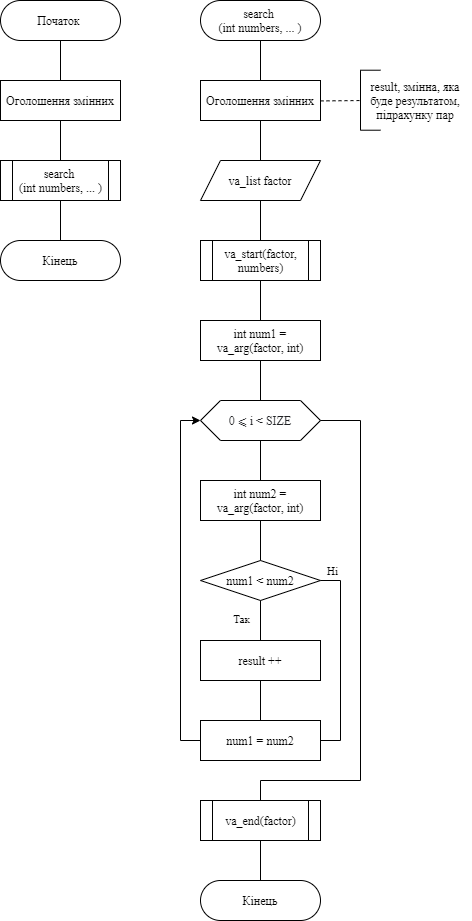 Початок
Оголошення змінних
search
(int numbers, ... )
Кінець
search
(int numbers, ... )
Оголошення змінних
result, змінна, яка
буде результатом,
підрахунку пар
va_list factor
va_start(factor,
numbers)
int num1 =
va_arg(factor, int)
0 ⩽ i < SIZE
int num2 =
va_arg(factor, int)
num1 < num2
Ні
Так
result ++
num1 = num2
va_end(factor)
Кінець